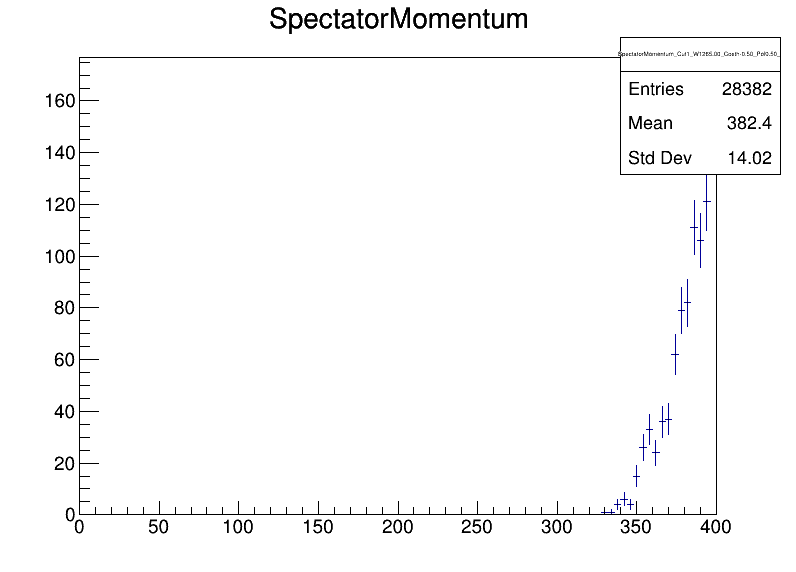 SpectatorMomentum
SpectatorMomentum_Cut1_W1265.00_Costh-0.50_Pol0.50_
Entries 28382
Mean 382.4
Std Dev 14.02
160
140
120
100
80
60
40
20
0
0 50 100 150 200 250 300 350 400